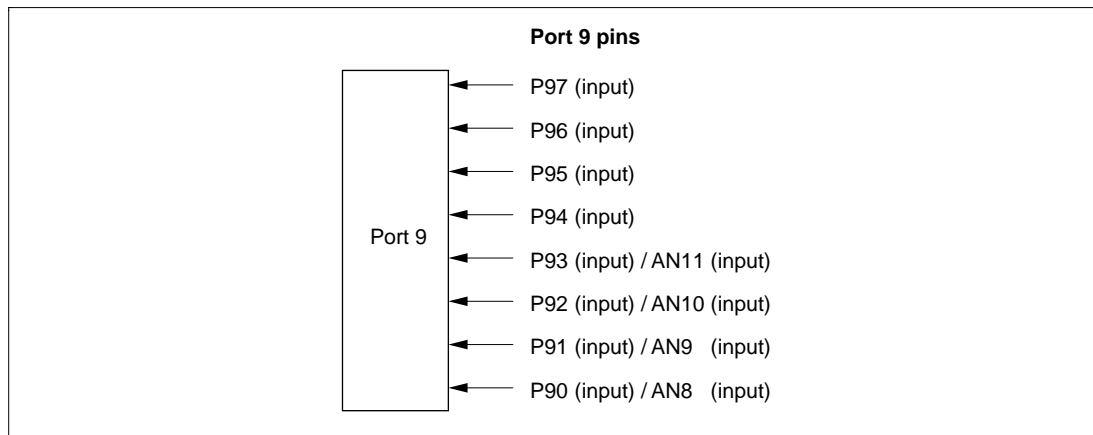 Port 9 pins
P97 (input)
P96 (input)
P95 (input)
P94 (input)
Port 9
P93 (input) / AN11 (input)
P92 (input) / AN10 (input)
P91 (input) / AN9 (input)
P90 (input) / AN8 (input)